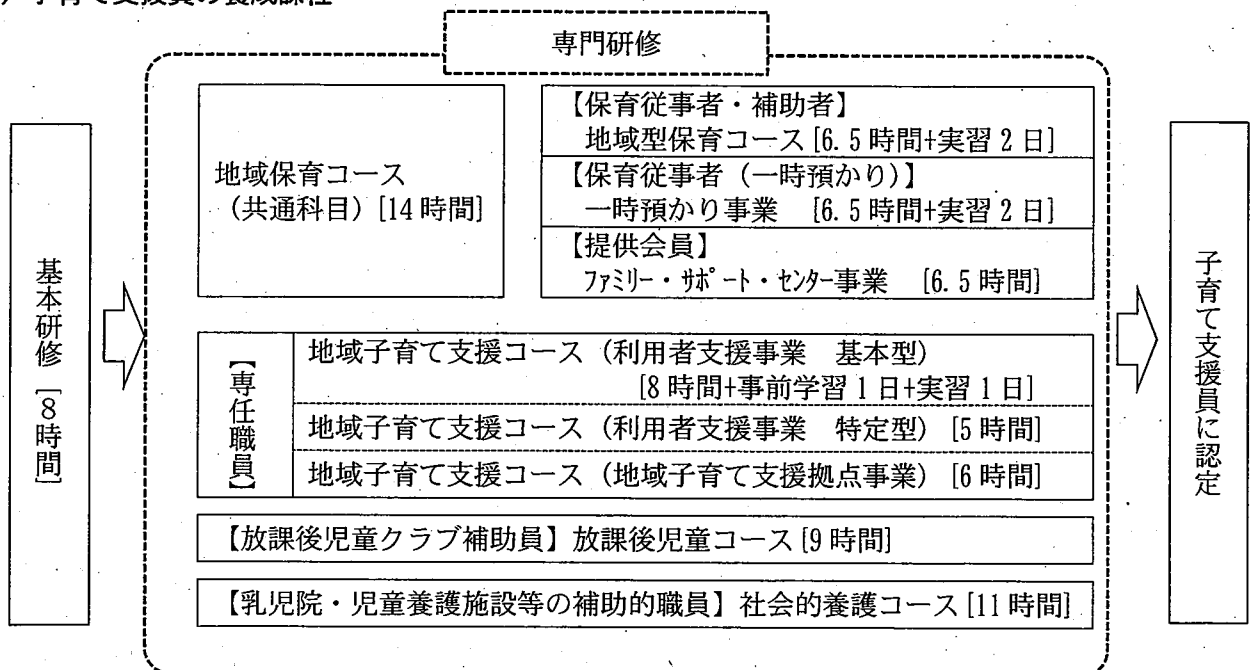 子育て支援員の養成課程
専門研修
基本研修［8時間］
地域保育コース
（共通科目）[14時間]
【保育従事者・補助者】
地域型保育コース[6.5時間+実習2日]
【保育従事者（一時預かり）】
一時預かり事業　[6.5時間+実習2日]
【提供会員】
ﾌｧﾐﾘｰ・ｻﾎﾟｰﾄ・ｾﾝﾀｰ事業　[6.5時間]
【専任職員】
地域子育て支援コース（利用者支援事業　基本型）
[8時間+事前学習1日+実習1日]
地域子育て支援コース（利用者支援事業　特定型）[5時間]
地域子育て支援コース（地域子育て支援拠点事業）[6時間]
【放課後児童クラブ補助員】放課後児童コース[9時間]
【乳児院・児童養護施設等の補助的職員】社会的養護コース[11時間]
子育て支援員に認定